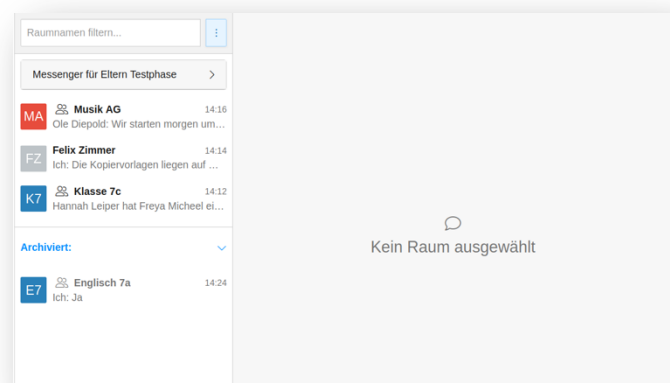 Raumnamen filtern...
Messenger für Eltern Testphase
MA
Musik AG 14:16
Ole Diepold: Wir starten morgen um...
FZ
Felix Zimmer 14:14
Ich: Die Kopiervorlagen liegen auf ...
K7
Klasse 7c 14:12
Hannah Leiper hat Freya Micheel ei...
Archiviert:
E7
Englisch 7a 14:24
Ich: Ja
Kein Raum ausgewählt